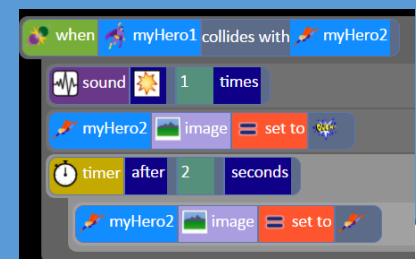 when myHero1 collides with myHero2
sound 1 times
myHero2 image = set to
timer after 2 seconds
myHero2 image = set to